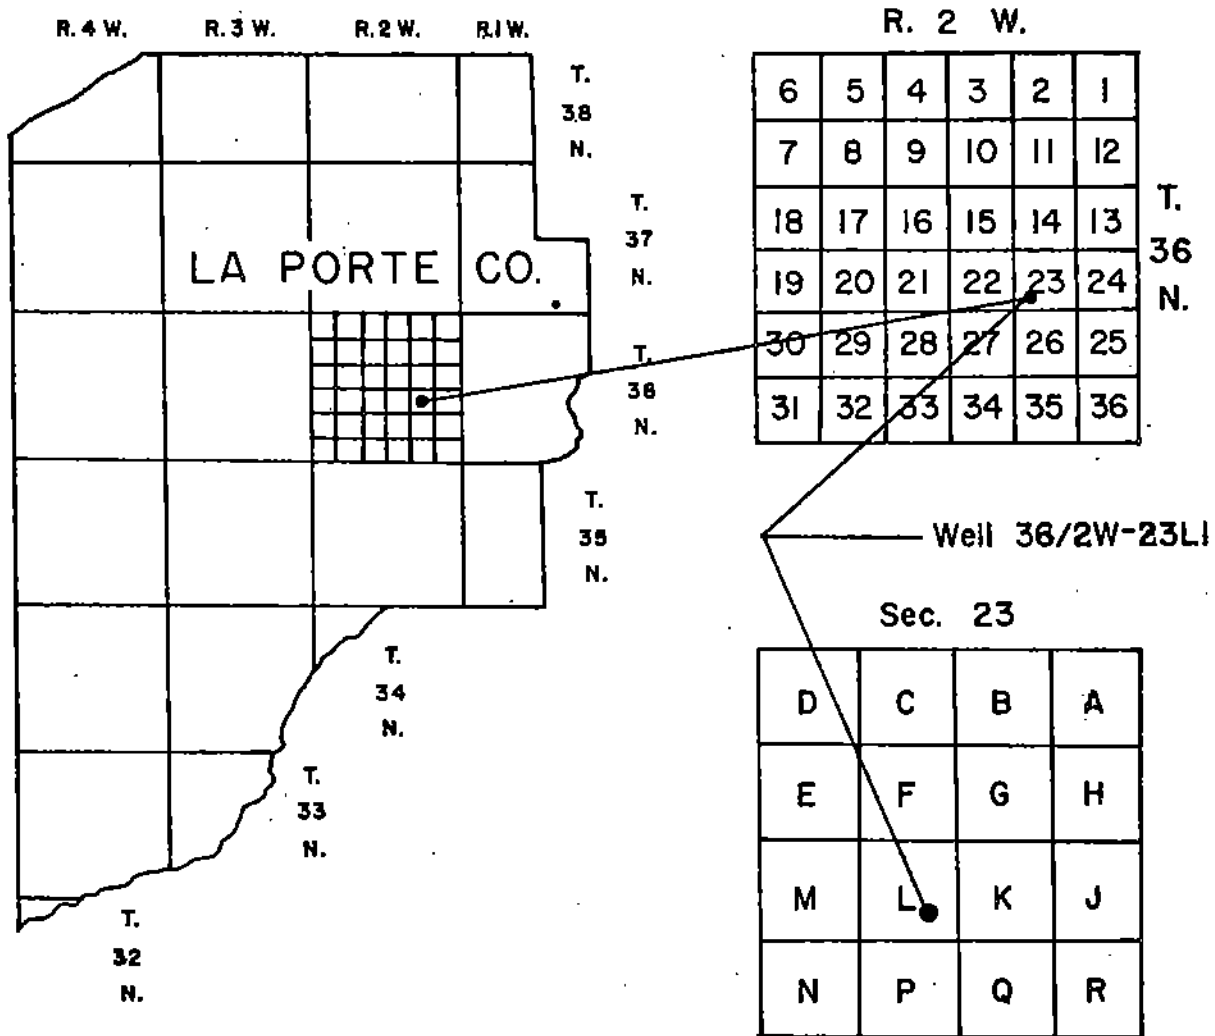 R. 4 W. R. 3 W. R. 2 W. R. 1 W.
T.
38
N.
T.
37
N.
LA PORTE CO.
T.
36
N.
T.
35
N.
T.
34
N.
T.
33
N.
T.
32
N.
R. 2 W.
6 5 4 3 2 1
7 8 9 10 11 12
18 17 16 15 14 13
19 20 21 22 23 24
30 29 28 27 26 25
31 32 33 34 35 36
T.
36
N.
Well 36/2W-23L1
Sec. 23
D C B A
E F G H
M L K J
N P Q R